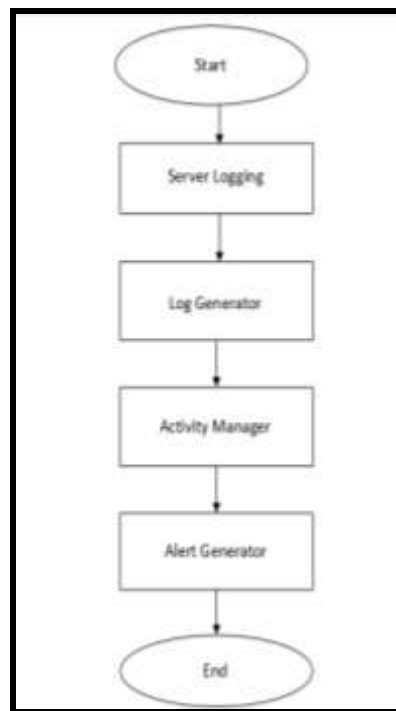 Start
Server Logging
Log Generator
Activity Manager
Alert Generator
End